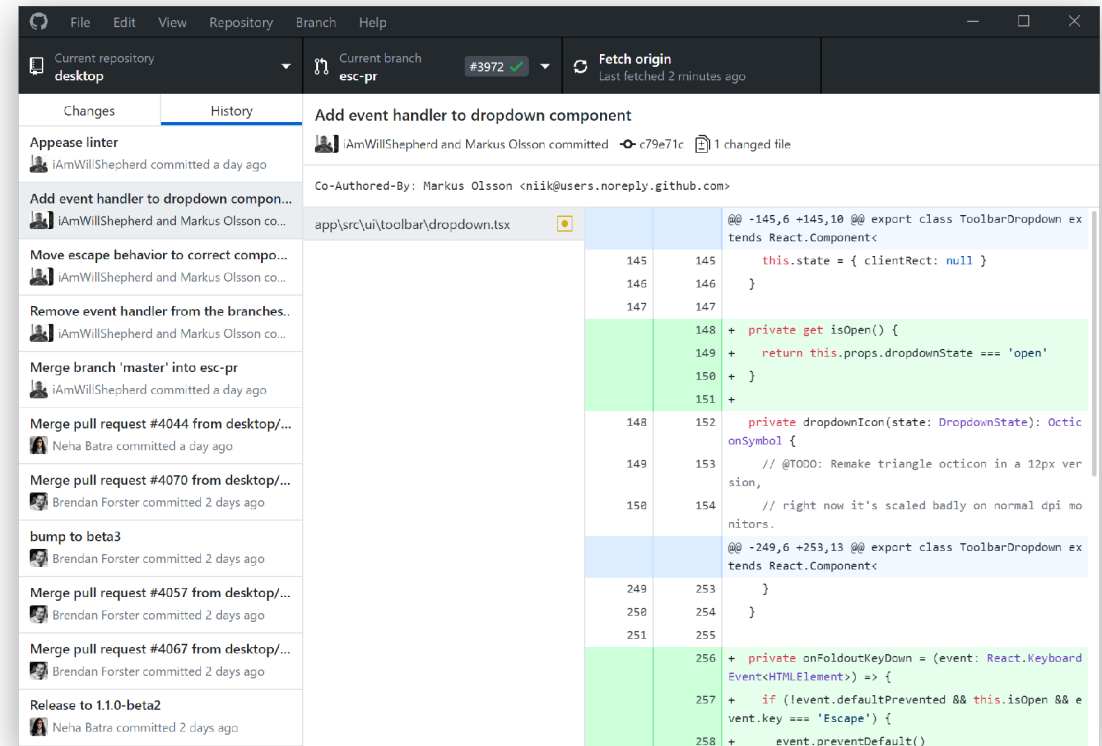 File Edit View Repository Branch Help
Current repository
desktop
Current branch
esc-pr
#3972
Fetch origin
Last fetched 2 minutes ago
Changes History
Appease linter
iAmWillShepherd committed a day ago
Add event handler to dropdown compon...
iAmWillShepherd and Markus Olsson co...
Move escape behavior to correct compo...
iAmWillShepherd and Markus Olsson co...
Remove event handler from the branches..
iAmWillShepherd and Markus Olsson co...
Merge branch 'master' into esc-pr
iAmWillShepherd committed a day ago
Merge pull request #4044 from desktop/...
Neha Batra committed a day ago
Merge pull request #4070 from desktop/...
Brendan Forster committed 2 days ago
bump to beta3
Brendan Forster committed 2 days ago
Merge pull request #4057 from desktop/...
Brendan Forster committed 2 days ago
Merge pull request #4067 from desktop/...
Brendan Forster committed 2 days ago
Release to 1.1.0-beta2
Neha Batra committed 2 days ago
Add event handler to dropdown component
iAmWillShepherd and Markus Olsson committed c79e71c 1 changed file
Co-Authored-By: Markus Olsson <niik@users.noreply.github.com>
app\src\ui\toolbar\dropdown.tsx
@@ -145,6 +145,10 @@ export class ToolbarDropdown ex
tends React.Component<
145 145 this.state = { clientRect: null }
146 146 }
147 147
148 + private get isOpen() {
149 + return this.props.dropdownState === 'open'
150 + }
151 +
148 152 private dropdownIcon(state: DropdownState): Octic
onSymbol {
149 153 // @TODO: Remake triangle octicon in a 12px ver
sion,
150 154 // right now it's scaled badly on normal dpi mo
nitors.
@@ -249,6 +253,13 @@ export class ToolbarDropdown ex
tends React.Component<
249 253 }
250 254 }
251 255
256 + private onFoldoutKeyDown = (event: React.Keyboard
Event<HTMLElement>) => {
257 + if (!event.defaultPrevented && this.isOpen && e
vent.key === 'Escape') {
258 + event.preventDefault()